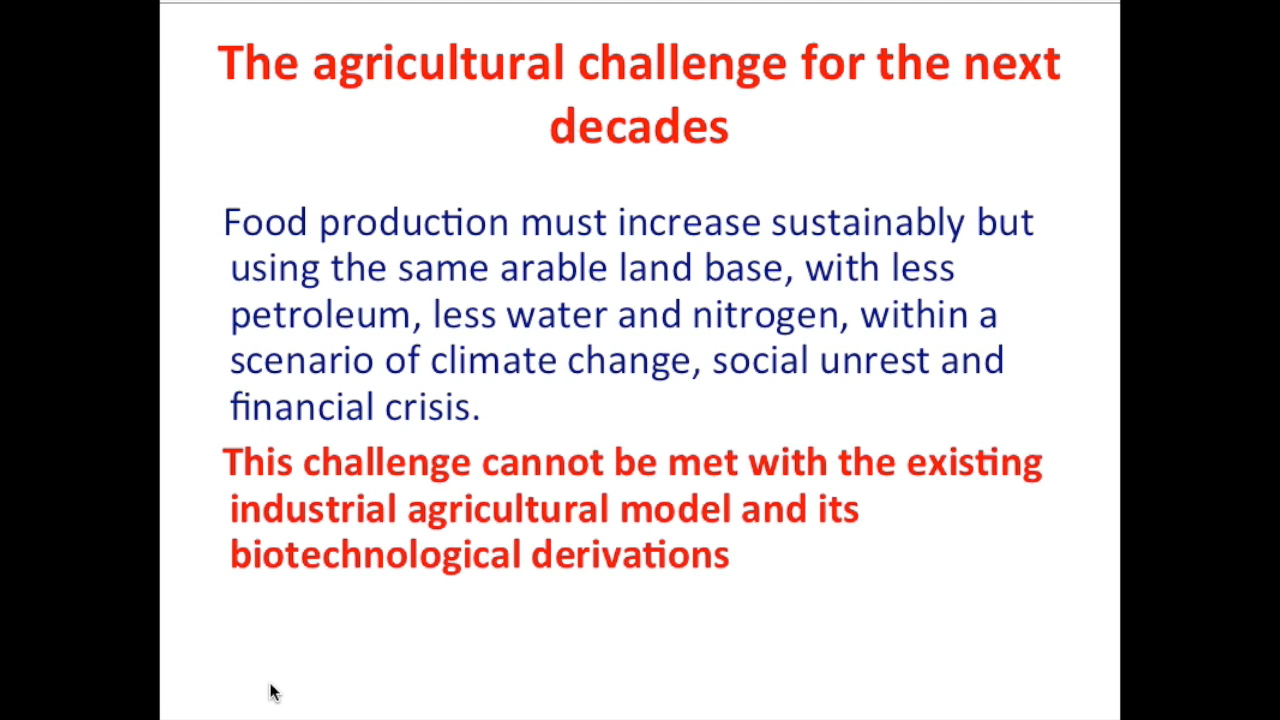 The agricultural challenge for the next
decades
Food production must increase sustainably but
using the same arable land base, with less
petroleum, less water and nitrogen, within a
scenario of climate change, social unrest and
financial crisis.
This challenge cannot be met with the existing
industrial agricultural model and its
biotechnological derivations